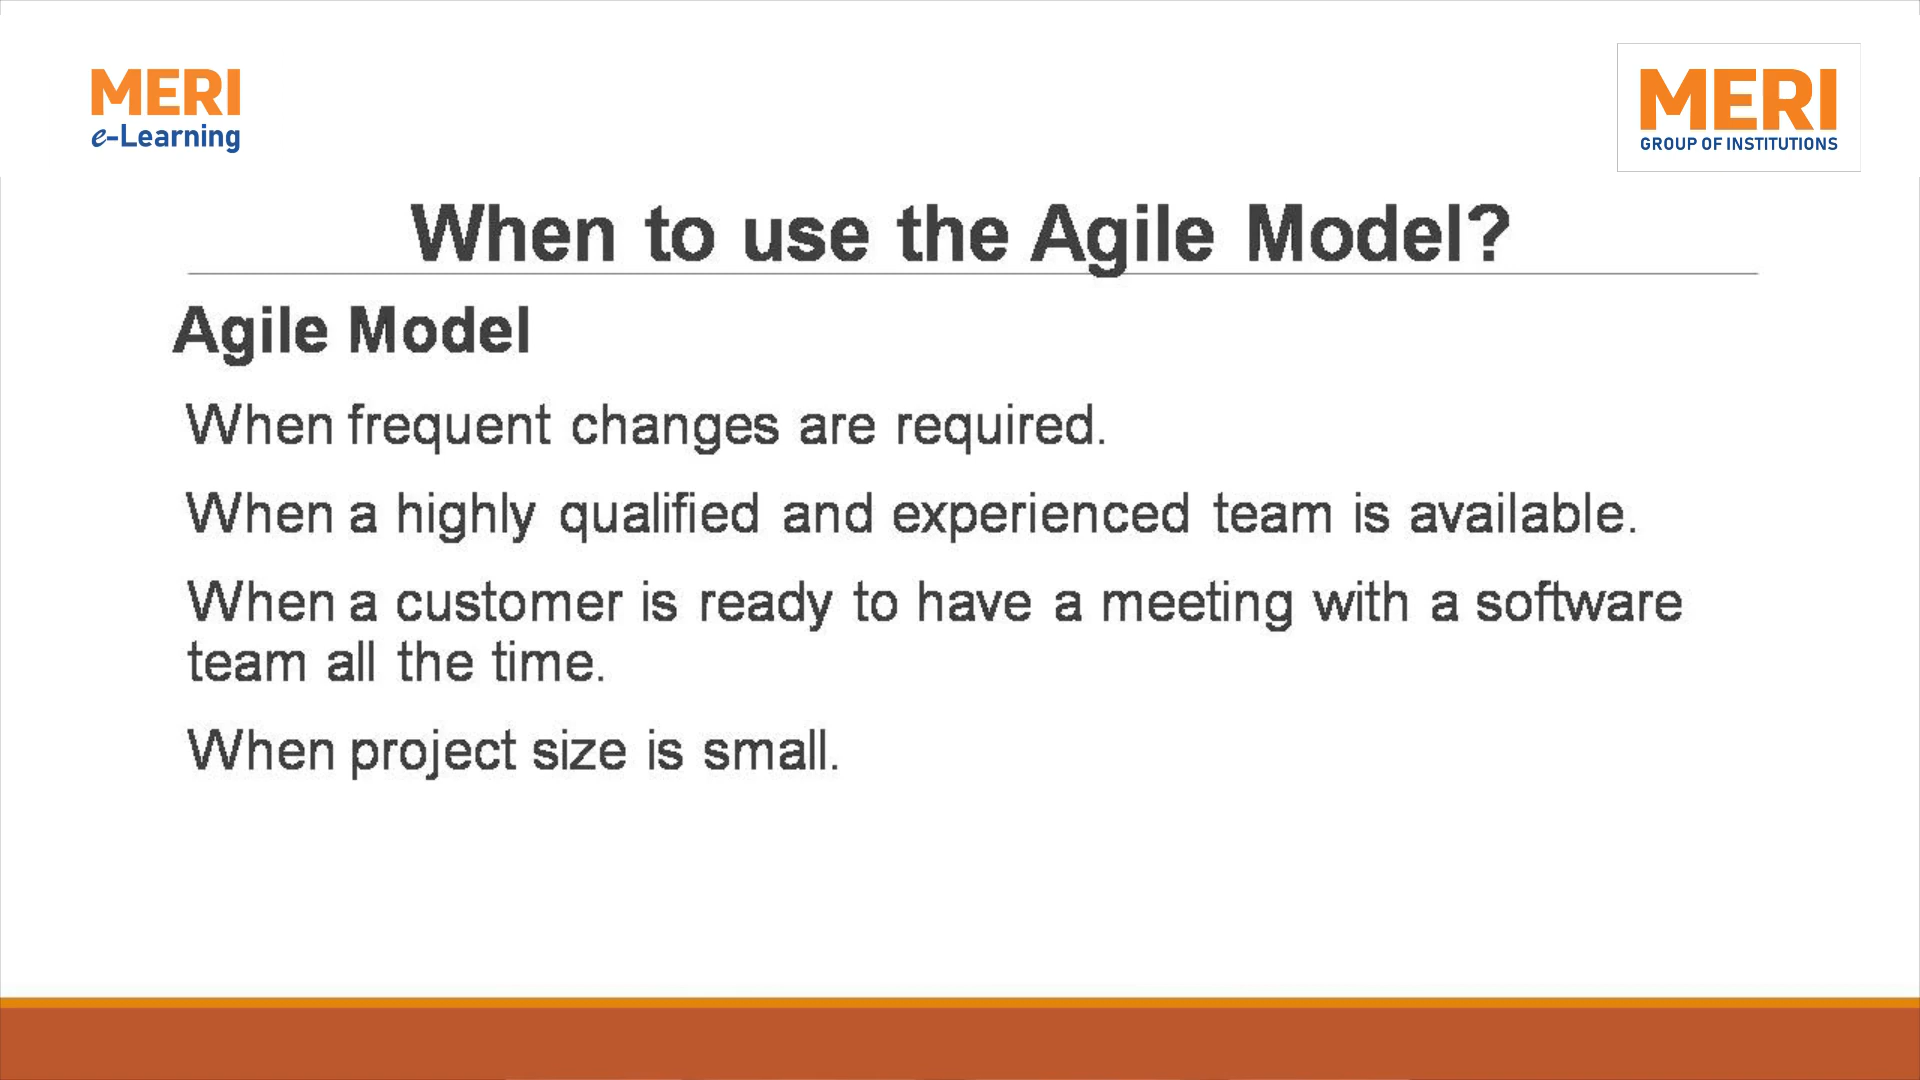 MERI
e-Learning
MERI
GROUP OF INSTITUTIONS
When to use the Agile Model?
Agile Model
When frequent changes are required.
When a highly qualified and experienced team is available.
When a customer is ready to have a meeting with a software
team all the time.
When project size is small.